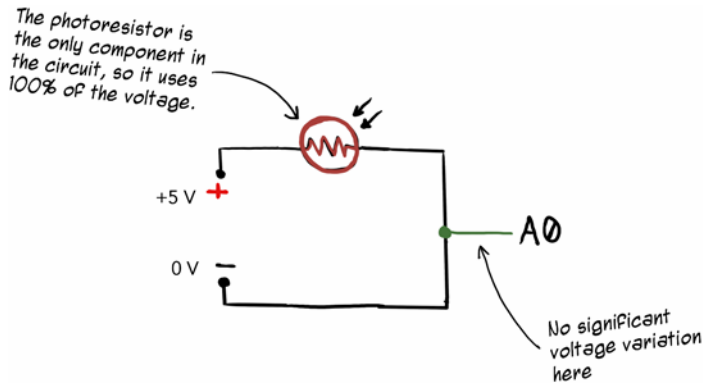 The photoresistor is
the only component in
the circuit, so it uses
100% of the voltage.
+
+5 V
A0
0 V
−
No significant
voltage variation
here